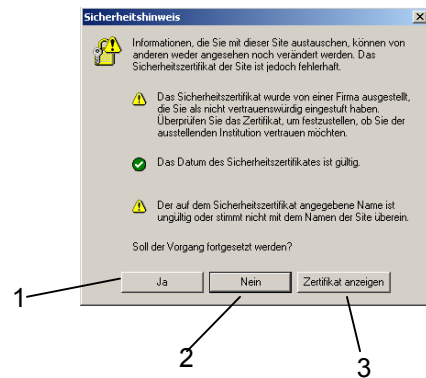 Sicherheitshinweis
Informationen, die Sie mit dieser Site austauschen, können von
anderen weder angesehen noch verändert werden. Das
Sicherheitszertifikat der Site ist jedoch fehlerhaft.
Das Sicherheitszertifikat wurde von einer Firma ausgestellt,
die Sie als nicht vertrauenswürdig eingestuft haben.
Überprüfen Sie das Zertifikat, um festzustellen, ob Sie der
ausstellenden Institution vertrauen möchten.
Das Datum des Sicherheitszertifikates ist gültig.
Der auf dem Sicherheitszertifikat angegebene Name ist
ungültig oder stimmt nicht mit dem Namen der Site überein.
Soll der Vorgang fortgesetzt werden?
Ja Nein Zertifikat anzeigen
1
2
3